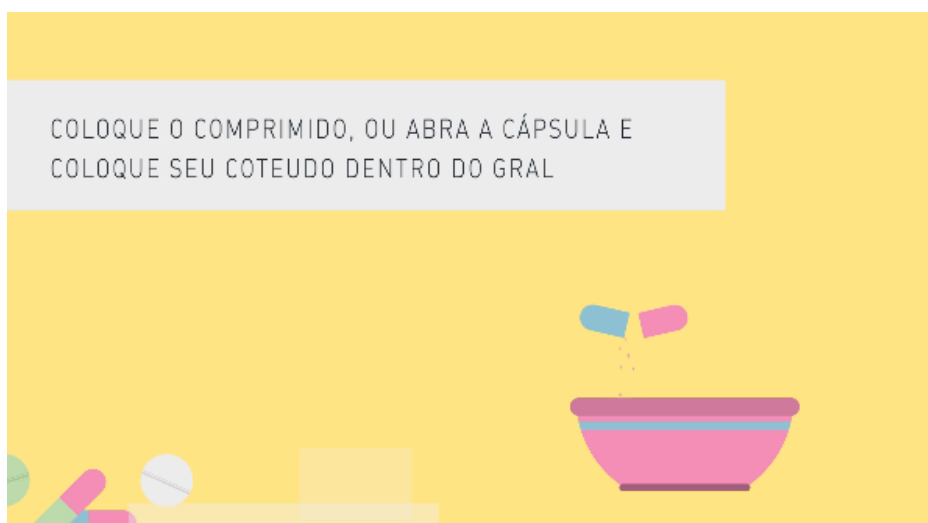 COLOQUE O COMPRIMIDO, OU ABRA A CÁPSULA E
COLOQUE SEU COTEUDO DENTRO DO GRAL